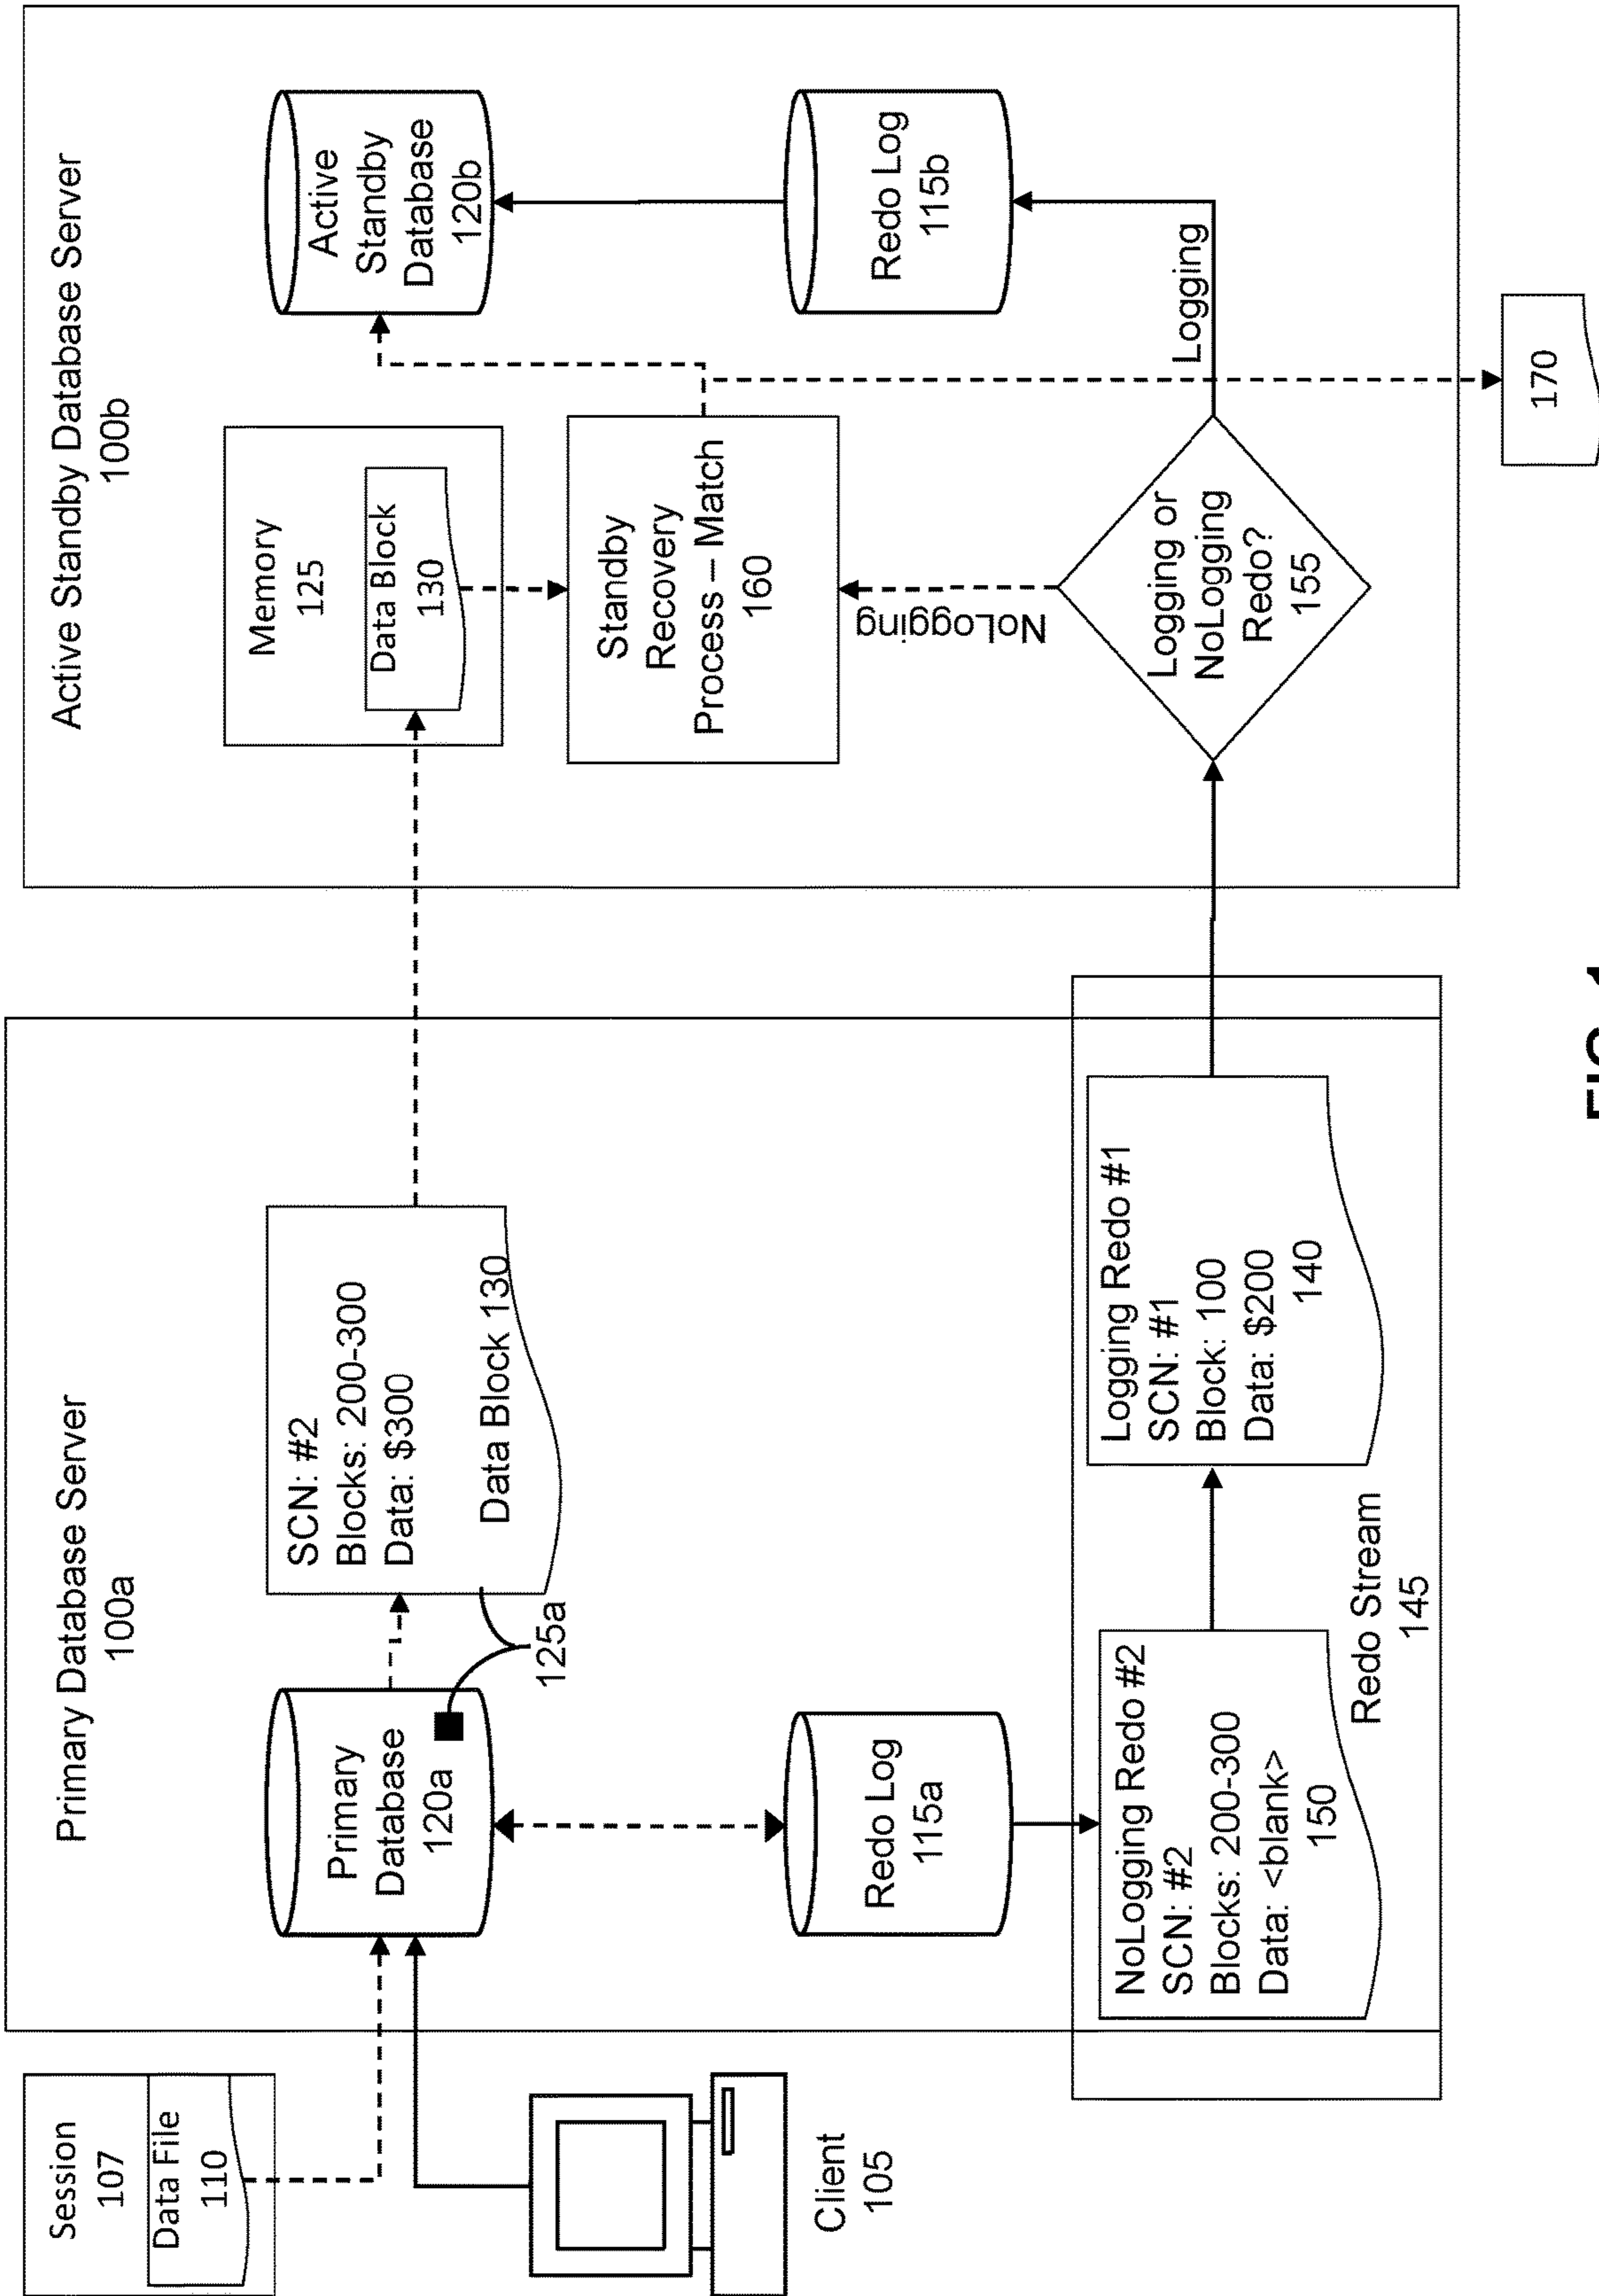 Session
107
Data File
110
Client
105
Primary Database Server
100a
Primary
Database
120a
125a
SCN: #2
Blocks: 200-300
Data: $300
Data Block 130
Redo Log
115a
NoLogging Redo #2
SCN: #2
Blocks: 200-300
Data: <blank>
150
Logging Redo #1
SCN: #1
Block: 100
Data: $200
140
Redo Stream
145
Active Standby Database Server
100b
Memory
125
Data Block
130
Active
Standby
Database
120b
Standby
Recovery
Process – Match
160
NoLogging
Redo Log
115b
Logging or
NoLogging
Redo?
155
Logging
170